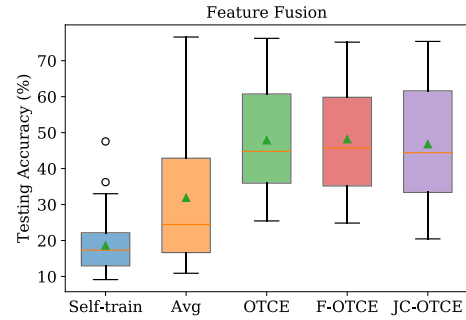 Feature Fusion
Testing Accuracy (%)
70
60
50
40
30
20
10
Self-train Avg OTCE F-OTCE JC-OTCE